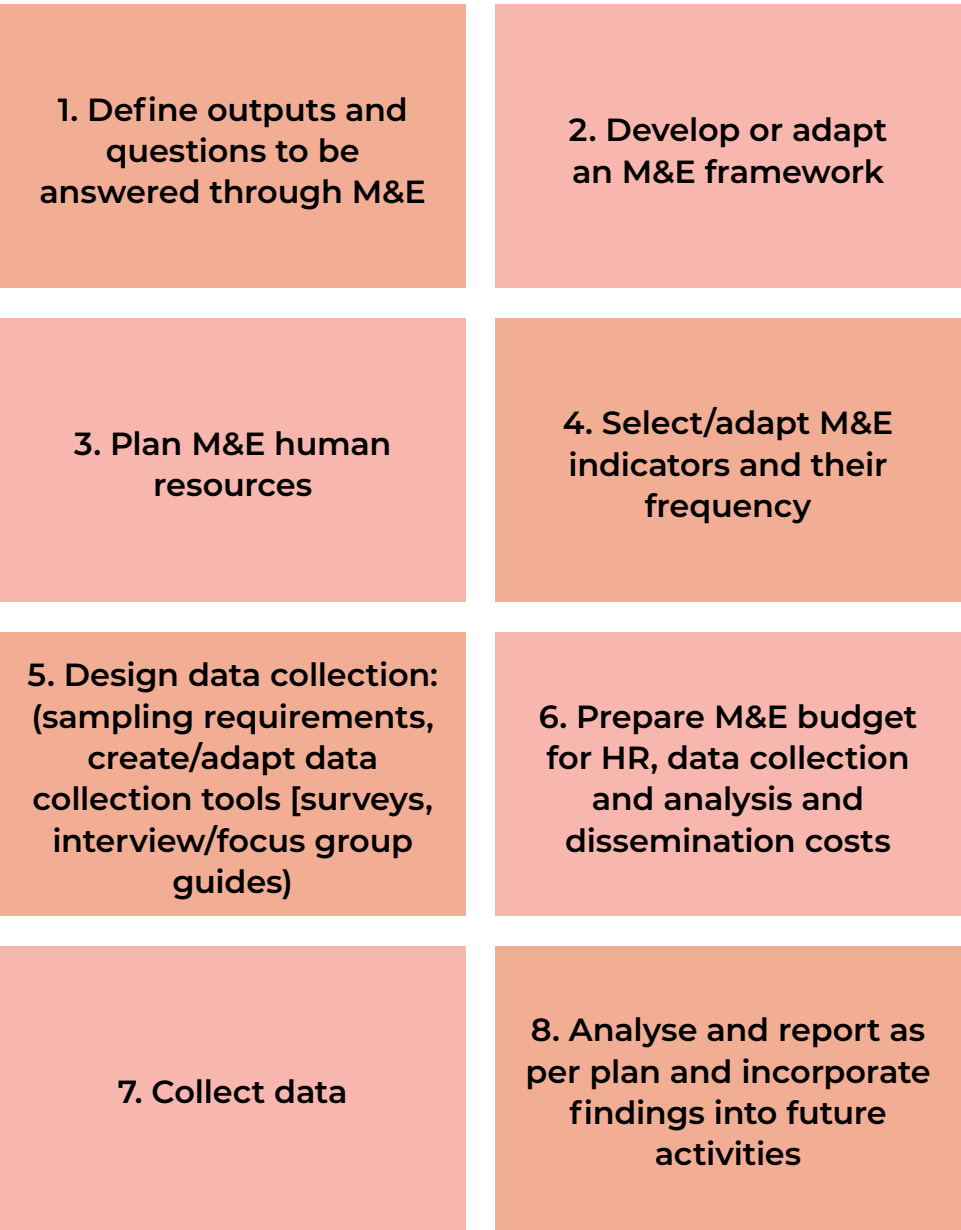 1. Define outputs and
questions to be
answered through M&E
2. Develop or adapt
an M&E framework
3. Plan M&E human
resources
4. Select/adapt M&E
indicators and their
frequency
5. Design data collection:
(sampling requirements,
create/adapt data
collection tools [surveys,
interview/focus group
guides)
6. Prepare M&E budget
for HR, data collection
and analysis and
dissemination costs
7. Collect data
8. Analyse and report as
per plan and incorporate
findings into future
activities